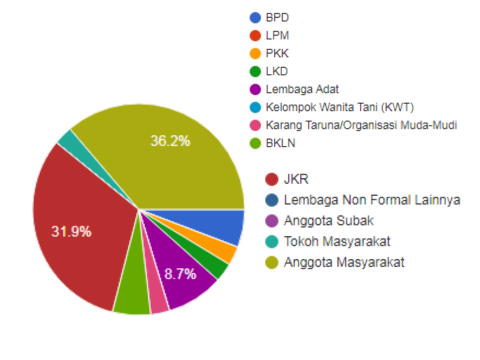 BPD
LPM
PKK
LKD
Lembaga Adat
Kelompok Wanita Tani (KWT)
Karang Taruna/Organisasi Muda-Mudi
BKLN
JKR
Lembaga Non Formal Lainnya
Anggota Subak
Tokoh Masyarakat
Anggota Masyarakat
36.2%
31.9%
8.7%